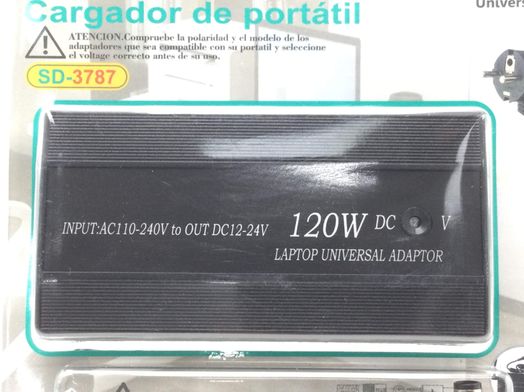 Cargador de portátil
Univers
ATENCION.Compruebe la polaridad y el modelo de los
adaptadores que sea compatible con su portatil y seleccione
el voltage correcto antes de su uso.
SD-3787
INPUT:AC110-240V to OUT DC12-24V 120W DC V
LAPTOP UNIVERSAL ADAPTOR